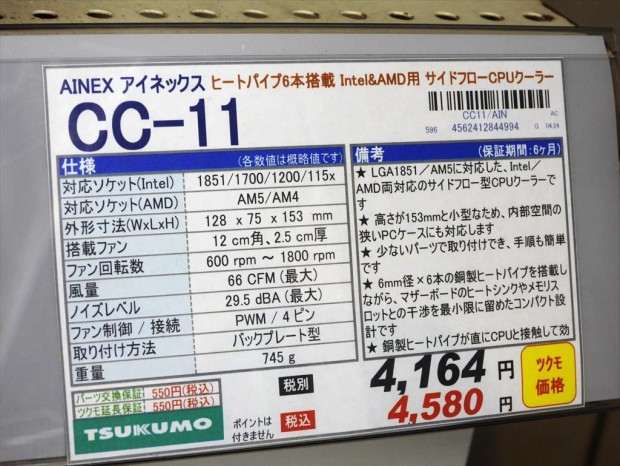 AINEX アイネックス ヒートパイプ6本搭載 Intel&AMD用 サイドフローCPUクーラー
CC-11
CC11/AIN AC
596 4562412844994 G 04.24
仕様 (各数値は概略値です)
対応ソケット(Intel) 1851/1700/1200/115x
対応ソケット(AMD) AM5/AM4
外形寸法(WxLxH) 128 x 75 x 153 mm
搭載ファン 12 cm角、2.5 cm厚
ファン回転数 600 rpm ～ 1800 rpm
風量 66 CFM (最大)
ノイズレベル 29.5 dBA (最大)
ファン制御 / 接続 PWM / 4 ピン
取り付け方法 バックプレート型
重量 745 g
備考 (保証期間:6ヶ月)
★ LGA1851/AM5に対応した、Intel/
AMD両対応のサイドフロー型CPUクーラーで
す
★ 高さが153mmと小型なため、内部空間の
狭いPCケースにも対応します
★ 少ないパーツで取り付けでき、手順も簡単
です
★ 6mm径×6本の銅製ヒートパイプを搭載し
ながら、マザーボードのヒートシンクやメモリス
ロットとの干渉を最小限に留めたコンパクト設
計です
★ 銅製ヒートパイプが直にCPUと接触して効
パーツ交換保証 550円(税込)
ツクモ延長保証 550円(税込)
TSUKUMO
ポイントは
付きません
税別 4,164 円
税込 4,580 円
ツクモ
価格